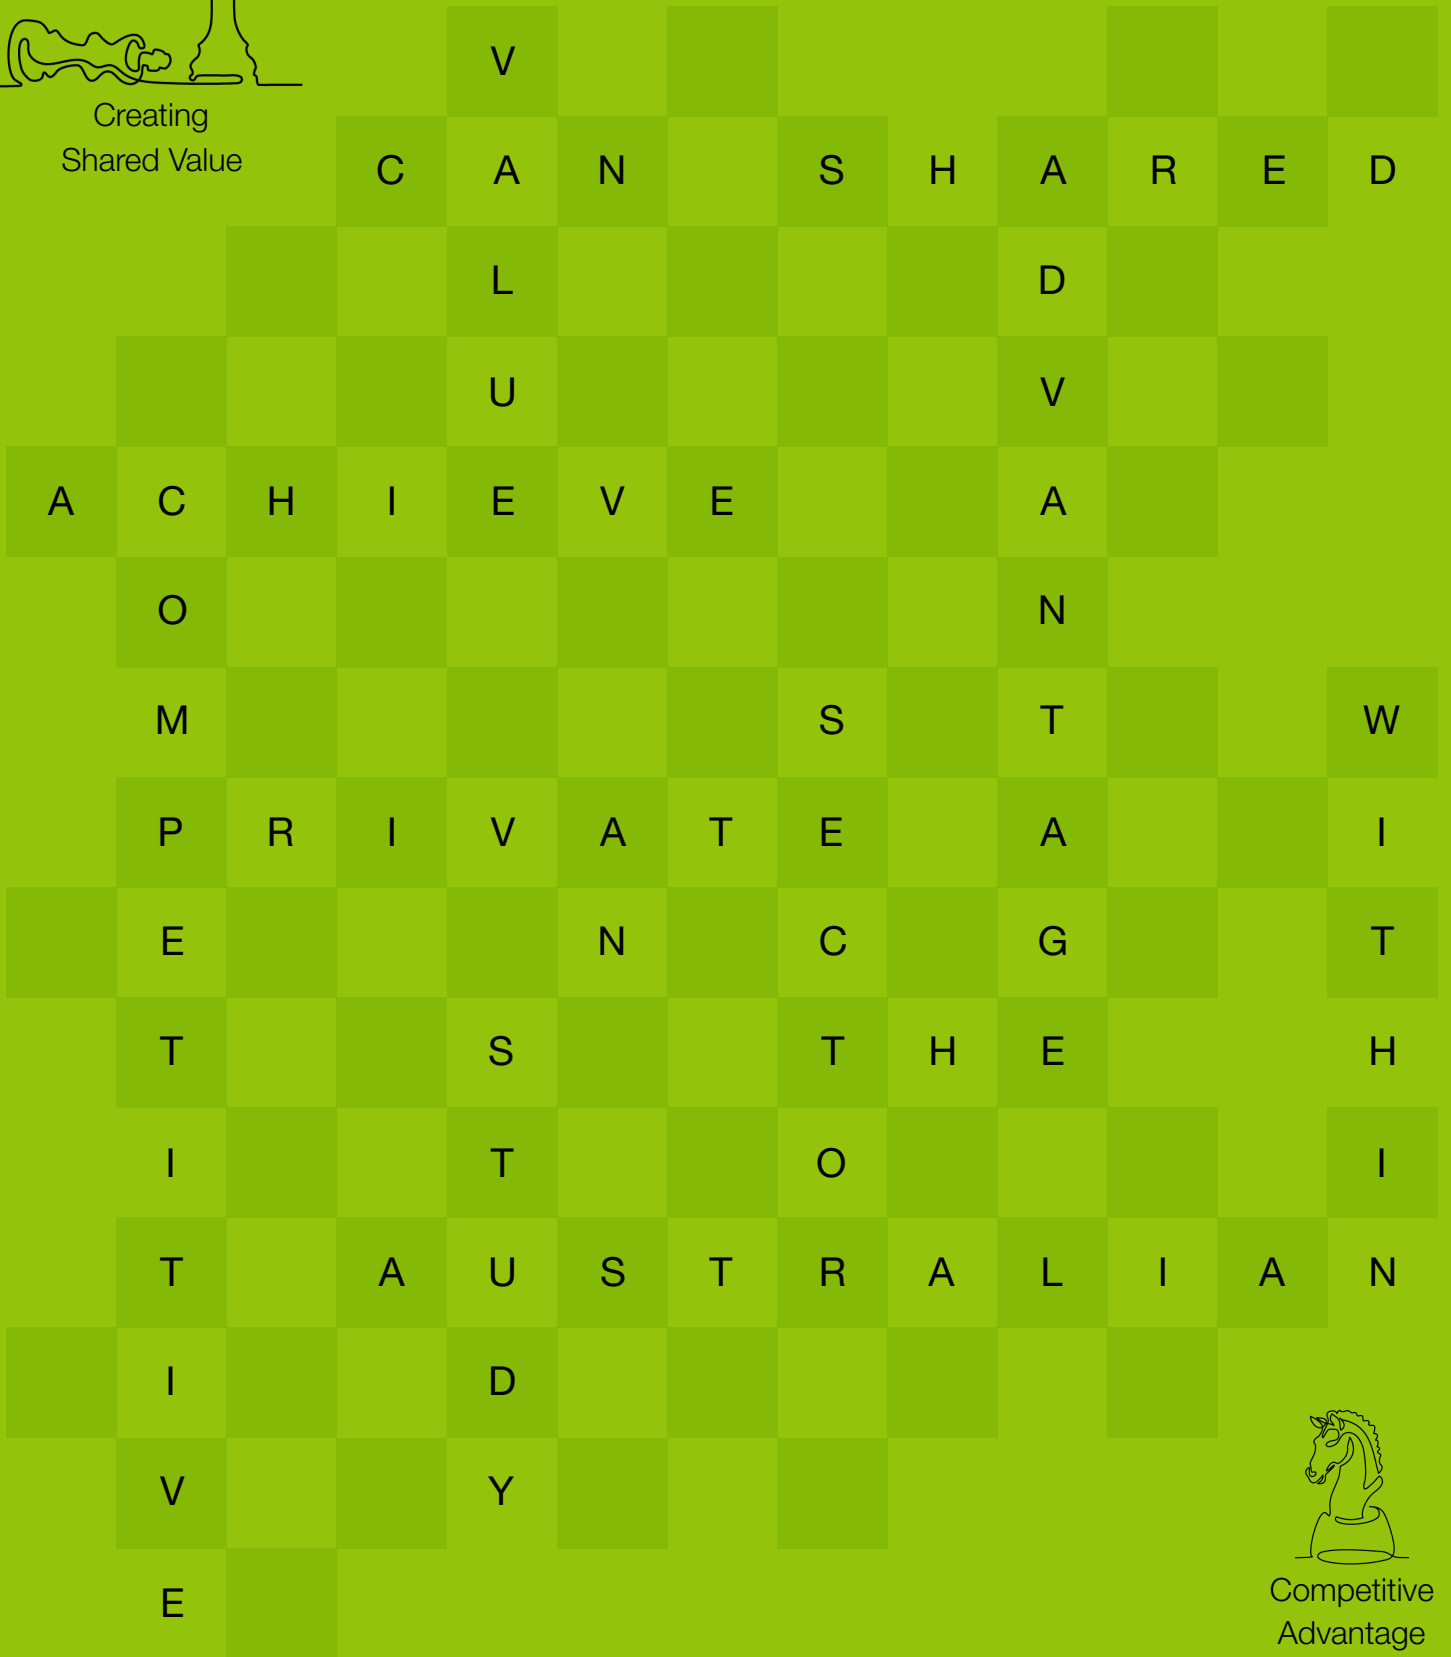 V
Creating
Shared Value
C A N S H A R E D
L D
U V
A C H I E V E A
O N
M S T W
P R I V A T E A I
E N C G T
T S T H E H
I T O I
T A U S T R A L I A N
I D
V Y
E
Competitive
Advantage